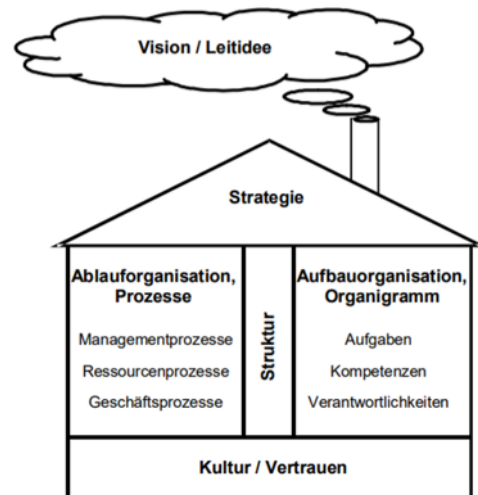 Vision / Leitidee
Strategie
Ablauforganisation,
Prozesse
Managementprozesse
Ressourcenprozesse
Geschäftsprozesse
Struktur
Aufbauorganisation,
Organigramm
Aufgaben
Kompetenzen
Verantwortlichkeiten
Kultur / Vertrauen